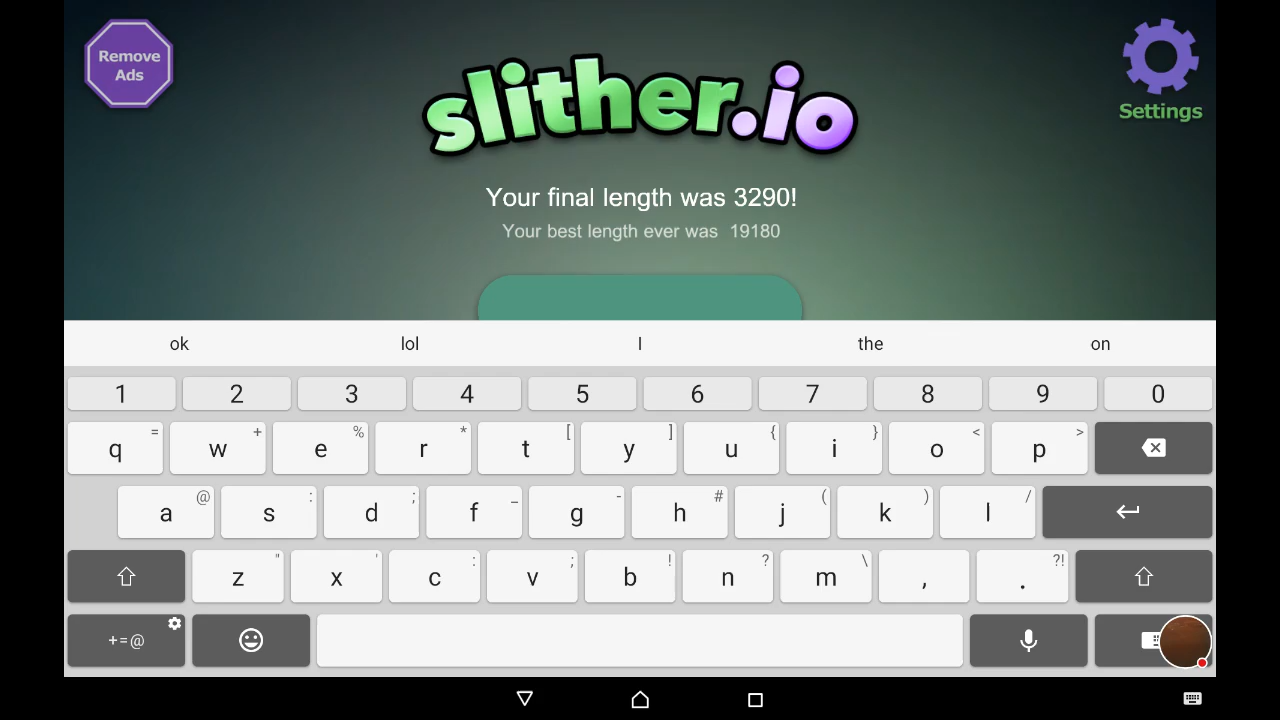 Remove
Ads
slither.io
Settings
Your final length was 3290!
Your best length ever was 19180
ok lol I the on
1 2 3 4 5 6 7 8 9 0
q = w + e % r * t [ y ] u { i } o < p >
a @ s : d ; f _ g - h # j ( k ) l /
z " x ' c : v ; b ! n ? m \ , . ?!
+=@